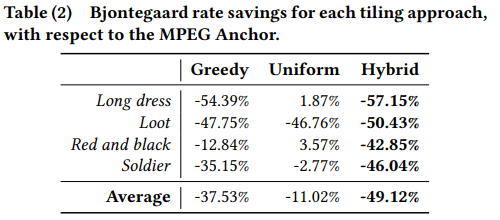 Table (2) Bjontegaard rate savings for each tiling approach,
with respect to the MPEG Anchor.
Greedy Uniform Hybrid
Long dress -54.39% 1.87% -57.15%
Loot -47.75% -46.76% -50.43%
Red and black -12.84% 3.57% -42.85%
Soldier -35.15% -2.77% -46.04%
Average -37.53% -11.02% -49.12%